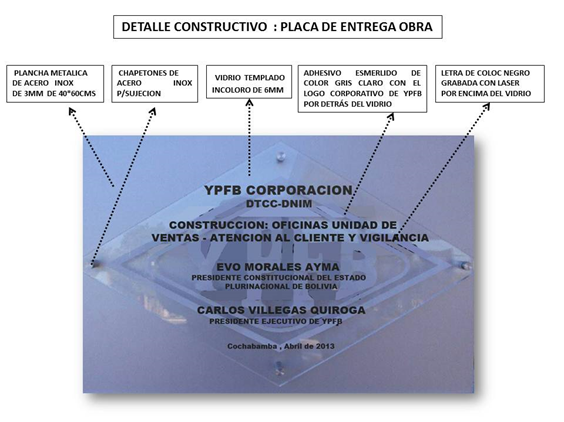 DETALLE CONSTRUCTIVO : PLACA DE ENTREGA OBRA
PLANCHA METALICA
DE ACERO INOX
DE 3MM DE 40*60CMS
CHAPETONES DE
ACERO INOX
P/SUJECION
VIDRIO TEMPLADO
INCOLORO DE 6MM
ADHESIVO ESMERLIDO DE
COLOR GRIS CLARO CON EL
LOGO CORPORATIVO DE YPFB
POR DETRÁS DEL VIDRIO
LETRA DE COLOC NEGRO
GRABADA CON LASER
POR ENCIMA DEL VIDRIO
YPFB CORPORACION
DTCC-DNIM
CONSTRUCCION: OFICINAS UNIDAD DE
VENTAS - ATENCION AL CLIENTE Y VIGILANCIA
EVO MORALES AYMA
PRESIDENTE CONSTITUCIONAL DEL ESTADO
PLURINACIONAL DE BOLIVIA
CARLOS VILLEGAS QUIROGA
PRESIDENTE EJECUTIVO DE YPFB
Cochabamba , Abril de 2013
YPFB